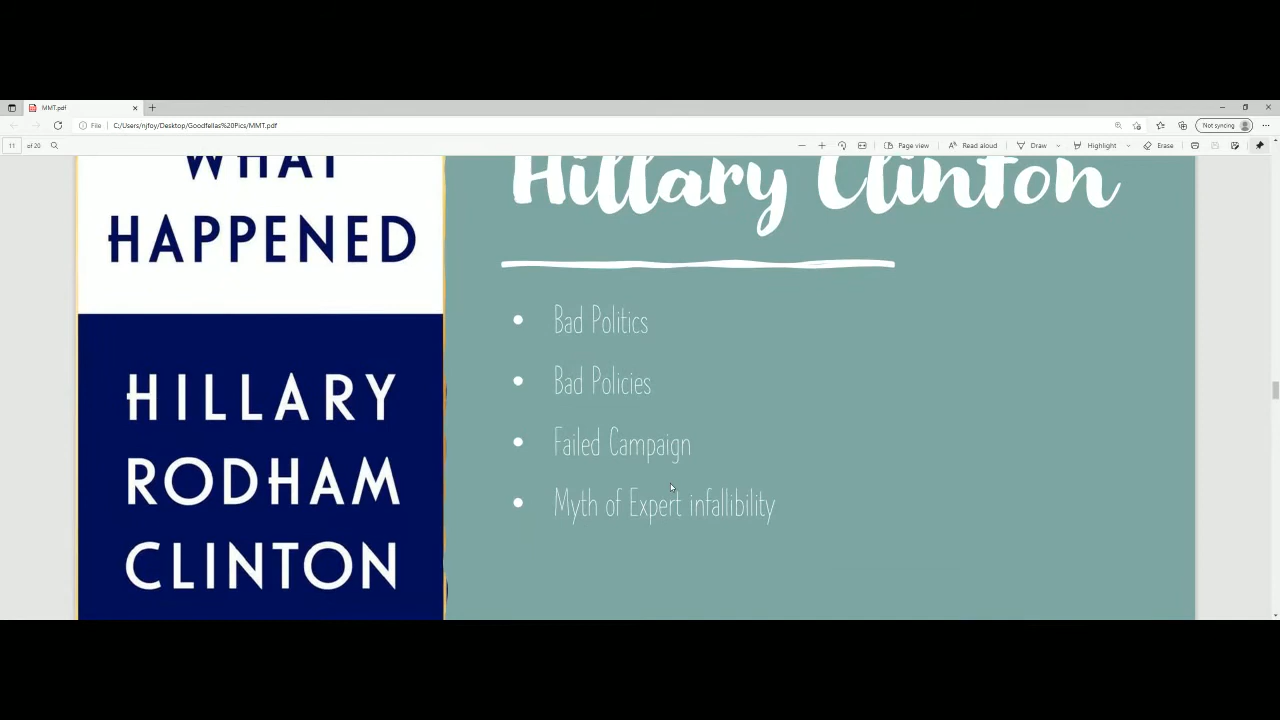 MMT.pdf
File C:/Users/njfoy/Desktop/Goodfellas%20Pics/MMT.pdf
Not syncing
11 of 20
Page view
Read aloud
Draw
Highlight
Erase
WHAT
HAPPENED
HILLARY
RODHAM
CLINTON
Hillary Clinton
• Bad Politics
• Bad Policies
• Failed Campaign
• Myth of Expert infallibility